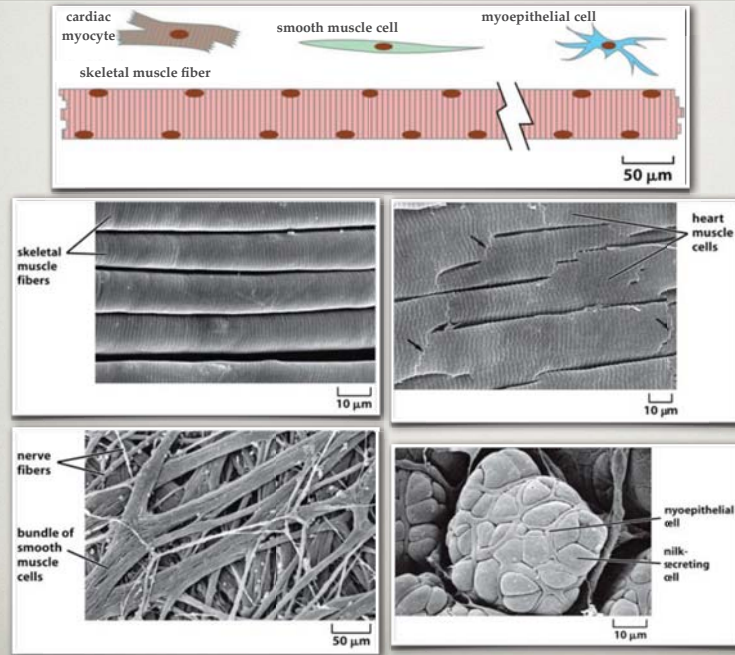 cardiac
myocyte
smooth muscle cell
myoepithelial cell
skeletal muscle fiber
50 μm
skeletal
muscle
fibers
10 μm
heart
muscle
cells
10 μm
nerve
fibers
bundle of
smooth
muscle
cells
50 μm
nyoepithelial
cell
nilk-
secreting
cell
10 μm